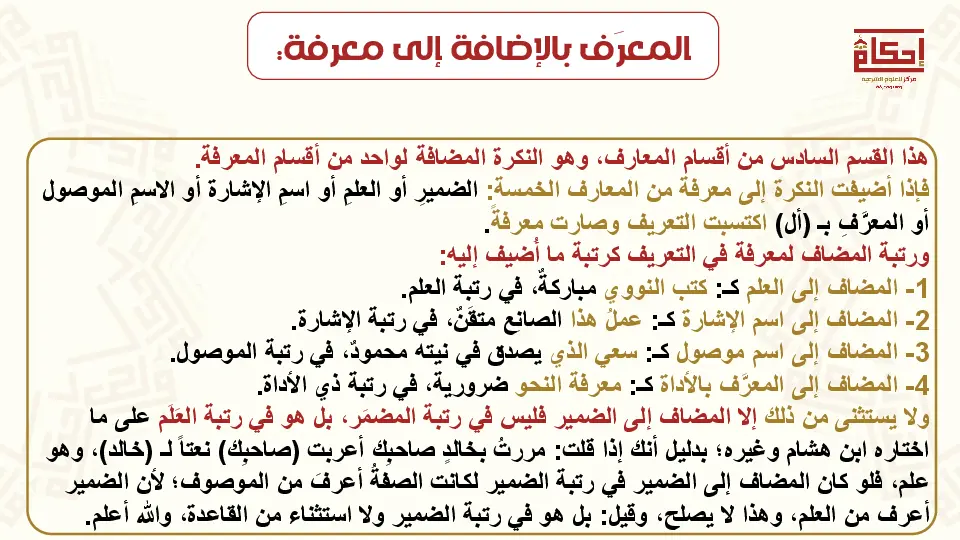 المعرَف بالإضافة إلى معرفة:
إحكام
مركز للعلوم الشرعية
هذا القسم السادس من أقسام المعارف، وهو النكرة المضافة لواحد من أقسام المعرفة.
فإذا أضيفت النكرة إلى معرفة من المعارف الخمسة: الضميرِ أو العلمِ أو اسمِ الإشارة أو الاسمِ الموصول
أو المعرَّفِ بـ (أل) اكتسبت التعريف وصارت معرفةً.
ورتبة المضاف لمعرفة في التعريف كرتبة ما أُضيف إليه:
1- المضاف إلى العلم كـ: كتب النووي مباركةٌ، في رتبة العلم.
2- المضاف إلى اسم الإشارة كـ: عملُ هذا الصانع متقَنٌ، في رتبة الإشارة.
3- المضاف إلى اسم موصول كـ: سعي الذي يصدق في نيته محمودٌ، في رتبة الموصول.
4- المضاف إلى المعرَّف بالأداة كـ: معرفة النحو ضرورية، في رتبة ذي الأداة.
ولا يستثنى من ذلك إلا المضاف إلى الضمير فليس في رتبة المضمَر، بل هو في رتبة العَلَم على ما
اختاره ابن هشام وغيره؛ بدليل أنك إذا قلت: مررتُ بخالدٍ صاحبِك أعربت (صاحبِك) نعتاً لـ (خالد)، وهو
علم، فلو كان المضاف إلى الضمير في رتبة الضمير لكانت الصفةُ أعرفَ من الموصوف؛ لأن الضمير
أعرف من العلم، وهذا لا يصلح، وقيل: بل هو في رتبة الضمير ولا استثناء من القاعدة، والله أعلم.